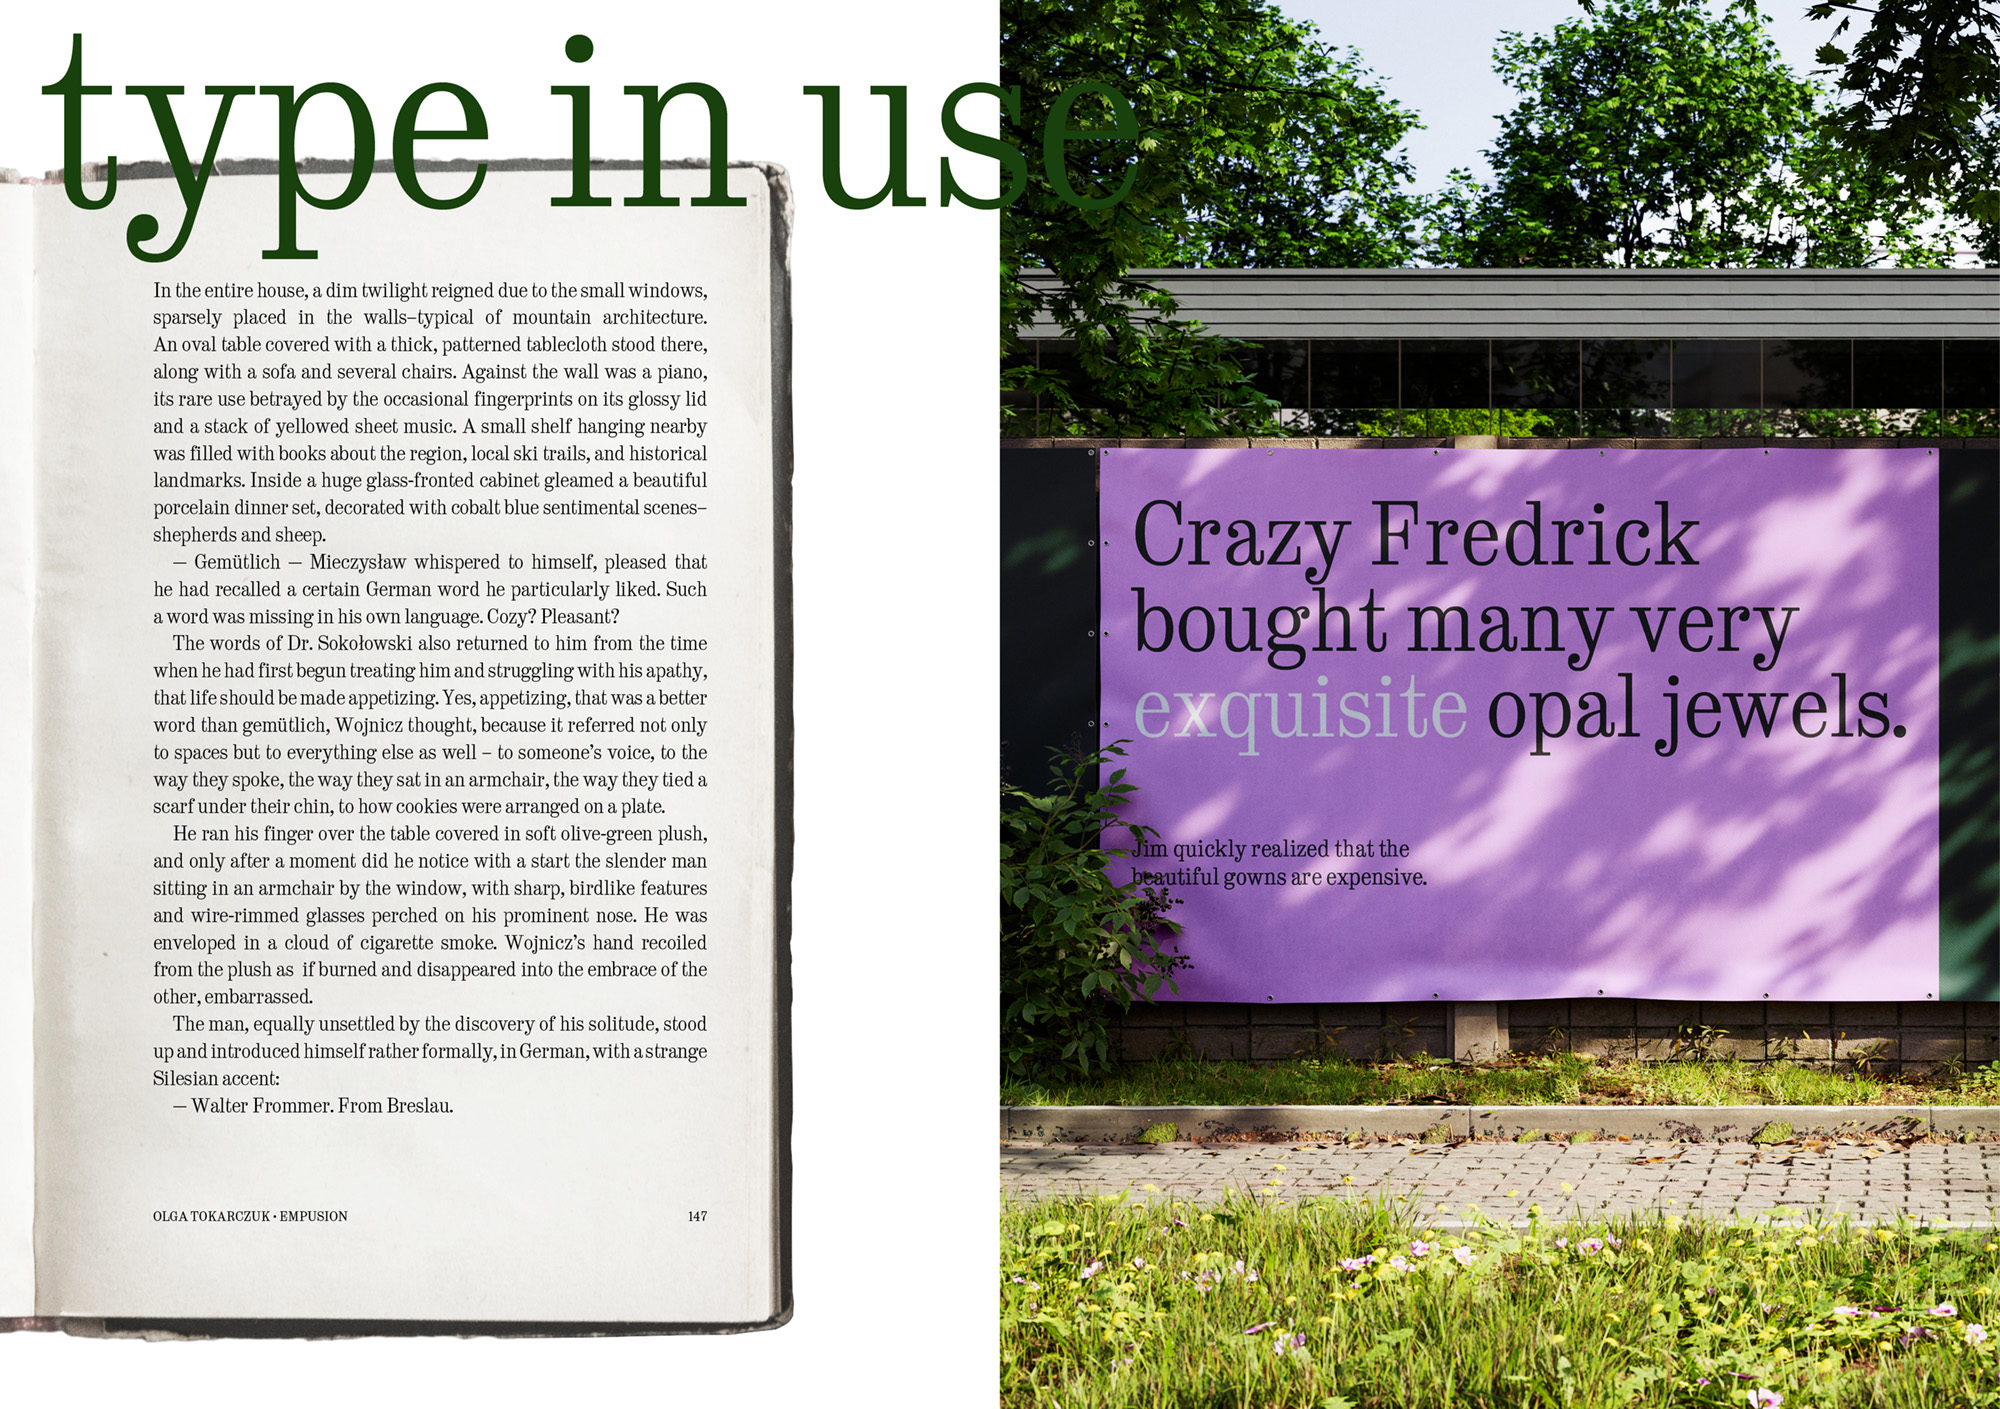 type in use
In the entire house, a dim twilight reigned due to the small windows,
sparsely placed in the walls–typical of mountain architecture.
An oval table covered with a thick, patterned tablecloth stood there,
along with a sofa and several chairs. Against the wall was a piano,
its rare use betrayed by the occasional fingerprints on its glossy lid
and a stack of yellowed sheet music. A small shelf hanging nearby
was filled with books about the region, local ski trails, and historical
landmarks. Inside a huge glass-fronted cabinet gleamed a beautiful
porcelain dinner set, decorated with cobalt blue sentimental scenes–
shepherds and sheep.
— Gemütlich — Mieczysław whispered to himself, pleased that
he had recalled a certain German word he particularly liked. Such
a word was missing in his own language. Cozy? Pleasant?
The words of Dr. Sokołowski also returned to him from the time
when he had first begun treating him and struggling with his apathy,
that life should be made appetizing. Yes, appetizing, that was a better
word than gemütlich, Wojnicz thought, because it referred not only
to spaces but to everything else as well – to someone’s voice, to the
way they spoke, the way they sat in an armchair, the way they tied a
scarf under their chin, to how cookies were arranged on a plate.
He ran his finger over the table covered in soft olive-green plush,
and only after a moment did he notice with a start the slender man
sitting in an armchair by the window, with sharp, birdlike features
and wire-rimmed glasses perched on his prominent nose. He was
enveloped in a cloud of cigarette smoke. Wojnicz’s hand recoiled
from the plush as if burned and disappeared into the embrace of the
other, embarrassed.
The man, equally unsettled by the discovery of his solitude, stood
up and introduced himself rather formally, in German, with a strange
Silesian accent:
— Walter Frommer. From Breslau.
OLGA TOKARCZUK • EMPUSION 147
Crazy Fredrick
bought many very
exquisite opal jewels.
Jim quickly realized that the
beautiful gowns are expensive.